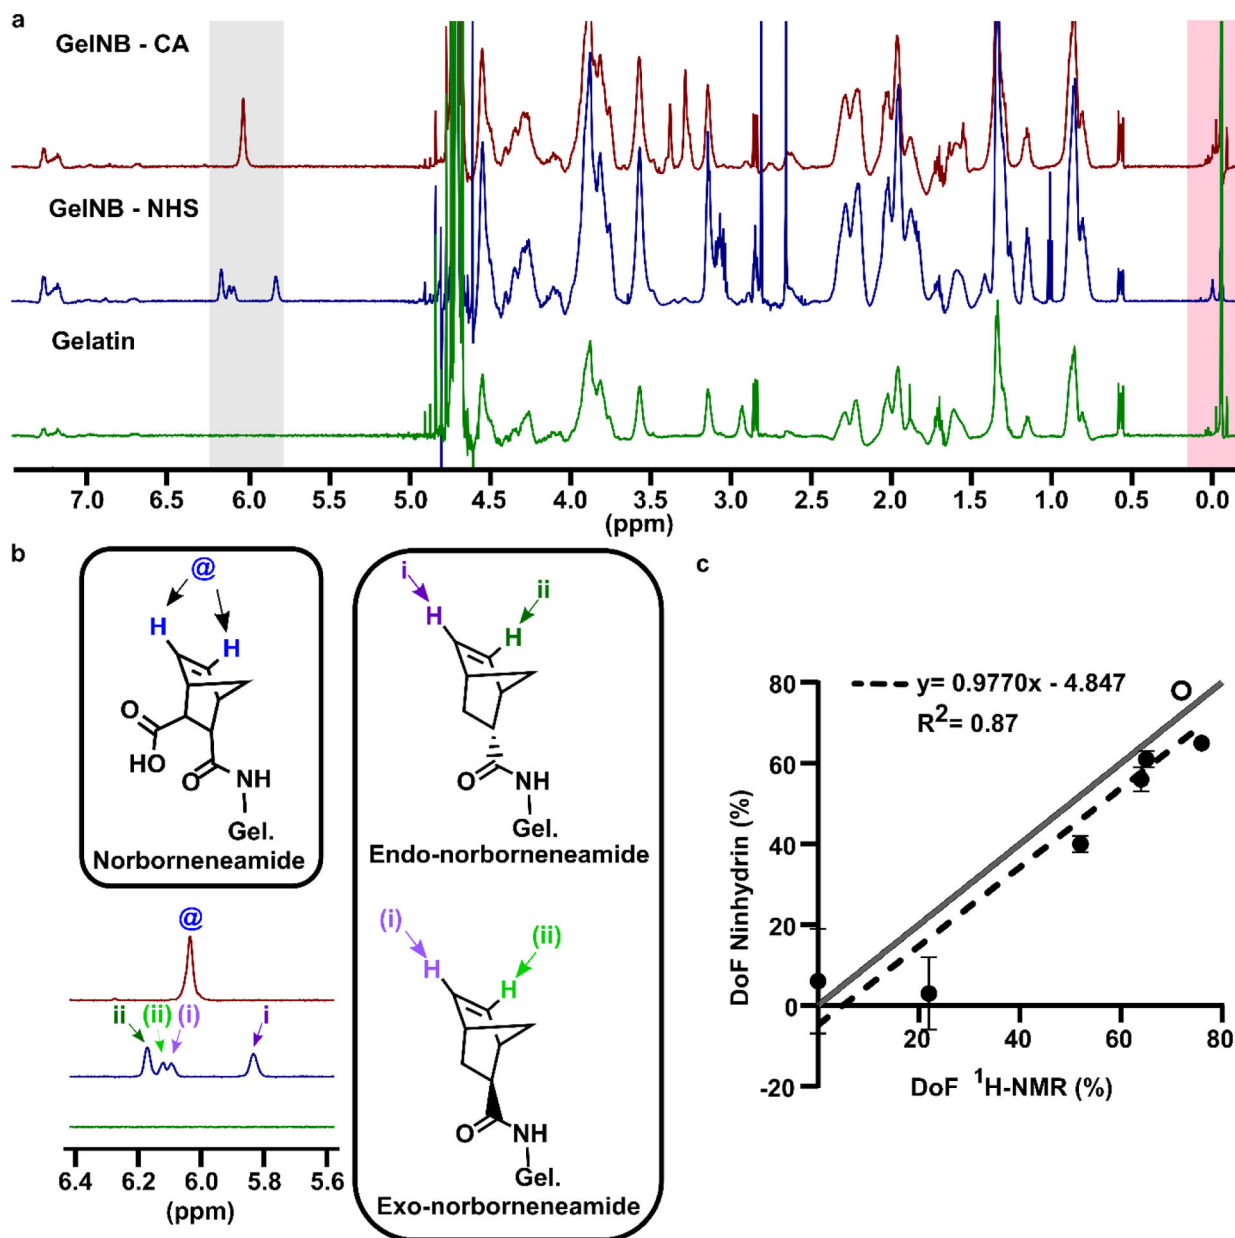 a
GelNB - CA
GelNB - NHS
Gelatin
7.0 6.5 6.0 5.5 5.0 4.5 4.0 3.5 3.0 2.5 2.0 1.5 1.0 0.5 0.0
(ppm)
b
@
H
H
O
HO
O
NH
Gel.
Norborneneamide
i
ii
H
H
O
NH
Gel.
Endo-norborneneamide
(i)
(ii)
H
H
O
NH
Gel.
Exo-norborneneamide
@
ii (ii) (i) i
6.4 6.2 6.0 5.8 5.6
(ppm)
c
y= 0.9770x - 4.847
R²= 0.87
80
60
40
20
0
-20
20 40 60 80
DoF Ninhydrin (%)
DoF ¹H-NMR (%)